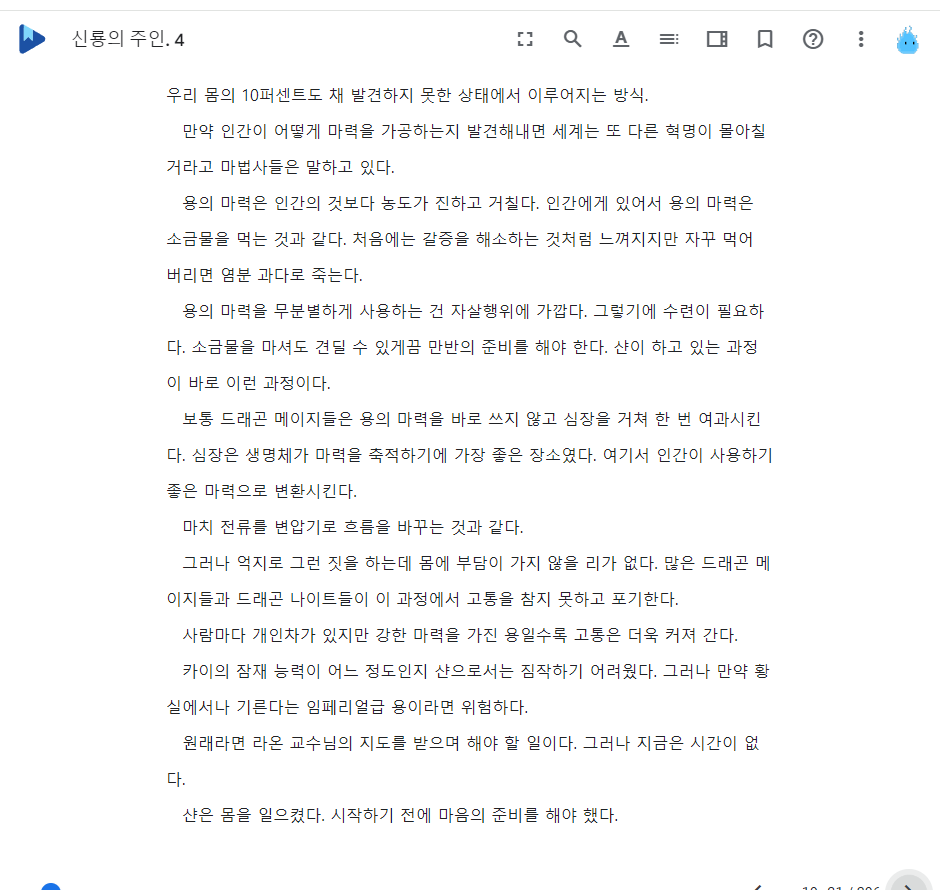 신룡의 주인. 4
우리 몸의 10퍼센트도 채 발견하지 못한 상태에서 이루어지는 방식.
만약 인간이 어떻게 마력을 가공하는지 발견해내면 세계는 또 다른 혁명이 몰아칠
거라고 마법사들은 말하고 있다.
용의 마력은 인간의 것보다 농도가 진하고 거칠다. 인간에게 있어서 용의 마력은
소금물을 먹는 것과 같다. 처음에는 갈증을 해소하는 것처럼 느껴지지만 자꾸 먹어
버리면 염분 과다로 죽는다.
용의 마력을 무분별하게 사용하는 건 자살행위에 가깝다. 그렇기에 수련이 필요하
다. 소금물을 마셔도 견딜 수 있게끔 만반의 준비를 해야 한다. 샨이 하고 있는 과정
이 바로 이런 과정이다.
보통 드래곤 메이지들은 용의 마력을 바로 쓰지 않고 심장을 거쳐 한 번 여과시킨
다. 심장은 생명체가 마력을 축적하기에 가장 좋은 장소였다. 여기서 인간이 사용하기
좋은 마력으로 변환시킨다.
마치 전류를 변압기로 흐름을 바꾸는 것과 같다.
그러나 억지로 그런 짓을 하는데 몸에 부담이 가지 않을 리가 없다. 많은 드래곤 메
이지들과 드래곤 나이트들이 이 과정에서 고통을 참지 못하고 포기한다.
사람마다 개인차가 있지만 강한 마력을 가진 용일수록 고통은 더욱 커져 간다.
카이의 잠재 능력이 어느 정도인지 샨으로서는 짐작하기 어려웠다. 그러나 만약 황
실에서나 기른다는 임페리얼급 용이라면 위험하다.
원래라면 라온 교수님의 지도를 받으며 해야 할 일이다. 그러나 지금은 시간이 없
다.
샨은 몸을 일으켰다. 시작하기 전에 마음의 준비를 해야 했다.